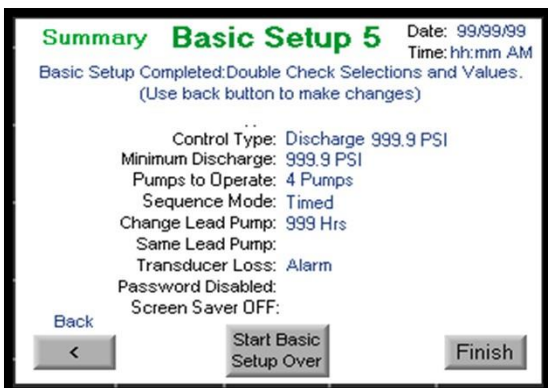 Summary Basic Setup 5 Date: 99/99/99
Time: hh:mm AM
Basic Setup Completed:Double Check Selections and Values.
(Use back button to make changes)
Control Type: Discharge 999.9 PSI
Minimum Discharge: 999.9 PSI
Pumps to Operate: 4 Pumps
Sequence Mode: Timed
Change Lead Pump: 999 Hrs
Same Lead Pump:
Transducer Loss: Alarm
Password Disabled:
Screen Saver OFF:
Back
<
Start Basic
Setup Over
Finish